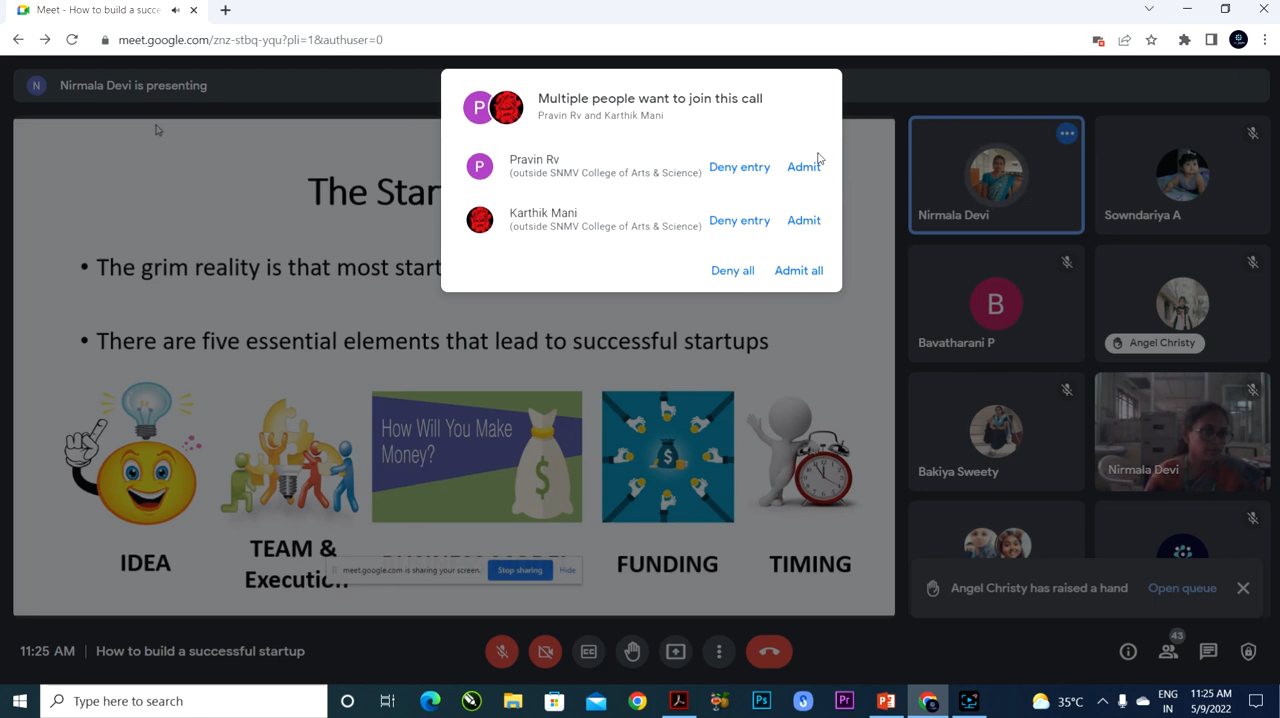 Meet - How to build a succe
meet.google.com/znz-stbq-yqu?pli=1&authuser=0
N
Nirmala Devi is presenting
P
Multiple people want to join this call
Pravin Rv and Karthik Mani
P
Pravin Rv
(outside SNMV College of Arts & Science)
Deny entry
Admit
Karthik Mani
(outside SNMV College of Arts & Science)
Deny entry
Admit
Deny all
Admit all
The Star
• The grim reality is that most start
• There are five essential elements that lead to successful startups
How Will You Make
Money?
$
$
IDEA
TEAM &
Execution
FUNDING
TIMING
meet.google.com is sharing your screen.
Stop sharing
Hide
Nirmala Devi
Sowndariya A
B
Bavatharani P
Angel Christy
Bakiya Sweety
Nirmala Devi
Angel Christy has raised a hand
Open queue
11:25 AM | How to build a successful startup
43
Type here to search
Ps
S
Pr
P
35°C
ENG
IN
11:25 AM
5/9/2022